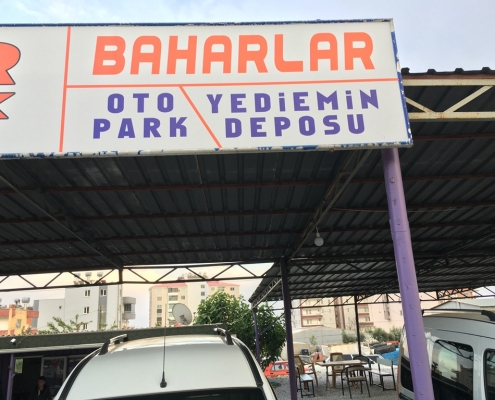 BAHARLAR
OTO PARK
YEDiEMiN DEPOSU